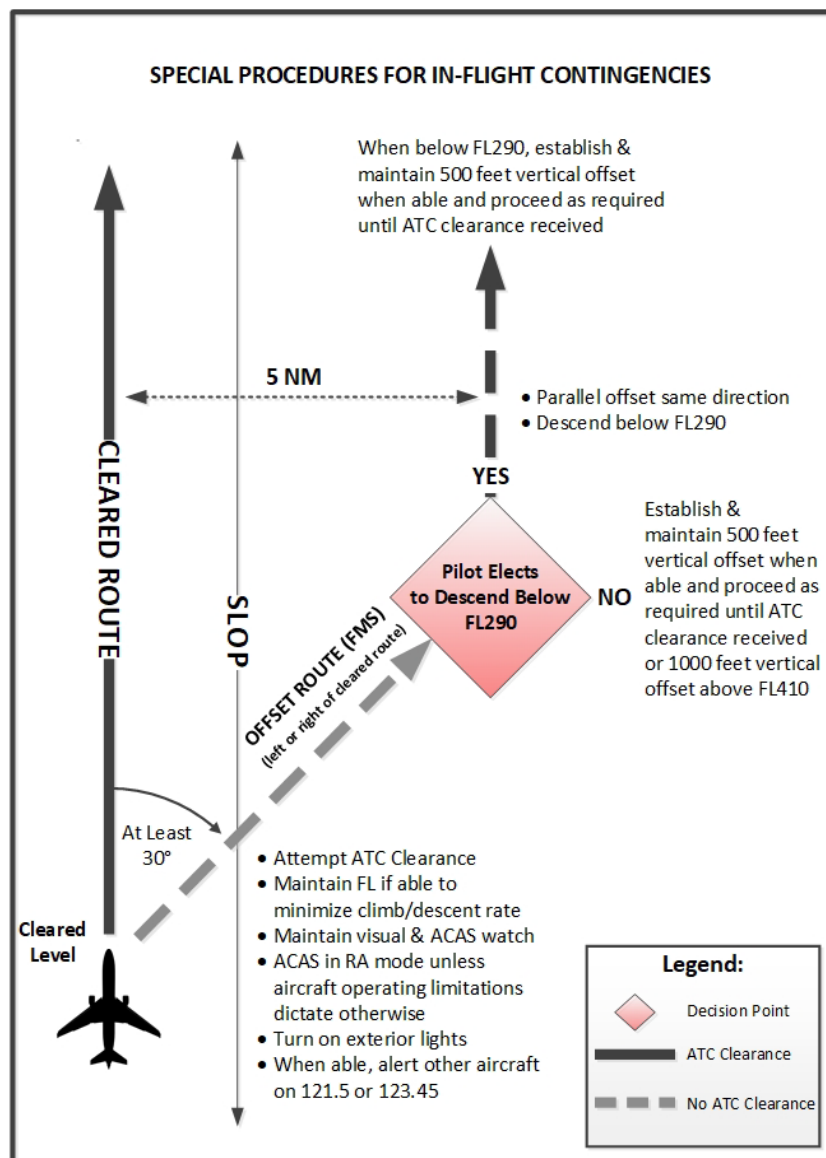 SPECIAL PROCEDURES FOR IN-FLIGHT CONTINGENCIES
When below FL290, establish &
maintain 500 feet vertical offset
when able and proceed as required
until ATC clearance received
5 NM
• Parallel offset same direction
• Descend below FL290
YES
CLEARED ROUTE
SLOP
Pilot Elects
to Descend Below
FL290
NO
Establish &
maintain 500 feet
vertical offset when
able and proceed as
required until ATC
clearance received
or 1000 feet vertical
offset above FL410
OFFSET ROUTE (FMS)
(left or right of cleared route)
At Least
30°
Cleared
Level
• Attempt ATC Clearance
• Maintain FL if able to
minimize climb/descent rate
• Maintain visual & ACAS watch
• ACAS in RA mode unless
aircraft operating limitations
dictate otherwise
• Turn on exterior lights
• When able, alert other aircraft
on 121.5 or 123.45
Legend:
Decision Point
ATC Clearance
No ATC Clearance